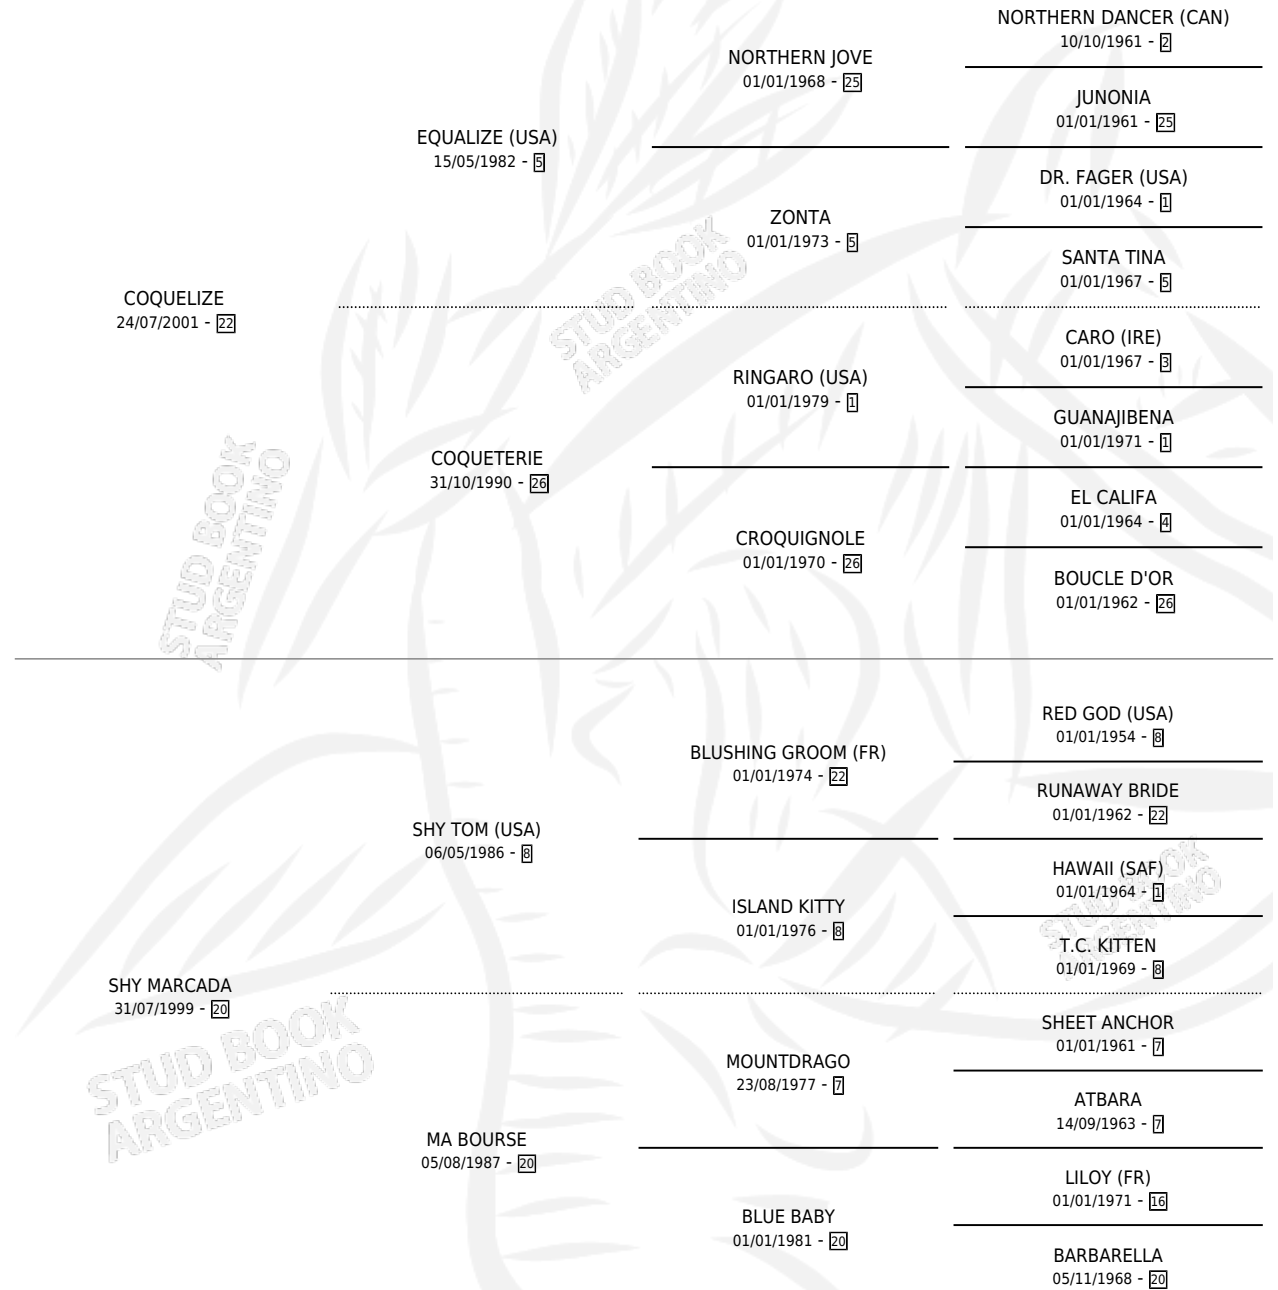 NORTHERN DANCER (CAN)
10/10/1961 - 2
NORTHERN JOVE
01/01/1968 - 25
JUNONIA
01/01/1961 - 25
EQUALIZE (USA)
15/05/1982 - 5
DR. FAGER (USA)
01/01/1964 - 1
ZONTA
01/01/1973 - 5
SANTA TINA
01/01/1967 - 5
COQUELIZE
24/07/2001 - 22
CARO (IRE)
01/01/1967 - 3
RINGARO (USA)
01/01/1979 - 1
GUANAJIBENA
01/01/1971 - 1
COQUETERIE
31/10/1990 - 26
EL CALIFA
01/01/1964 - 4
CROQUIGNOLE
01/01/1970 - 26
BOUCLE D'OR
01/01/1962 - 26
RED GOD (USA)
01/01/1954 - 8
BLUSHING GROOM (FR)
01/01/1974 - 22
RUNAWAY BRIDE
01/01/1962 - 22
SHY TOM (USA)
06/05/1986 - 8
HAWAII (SAF)
01/01/1964 - 1
ISLAND KITTY
01/01/1976 - 8
T.C. KITTEN
01/01/1969 - 8
SHY MARCADA
31/07/1999 - 20
SHEET ANCHOR
01/01/1961 - 7
MOUNTDRAGO
23/08/1977 - 7
ATBARA
14/09/1963 - 7
MA BOURSE
05/08/1987 - 20
LILOY (FR)
01/01/1971 - 16
BLUE BABY
01/01/1981 - 20
BARBARELLA
05/11/1968 - 20
STUD BOOK
ARGENTINO
STUD BOOK
ARGENTINO
STUD BOOK
ARGENTINO
STUD BOOK
ARGENTINO